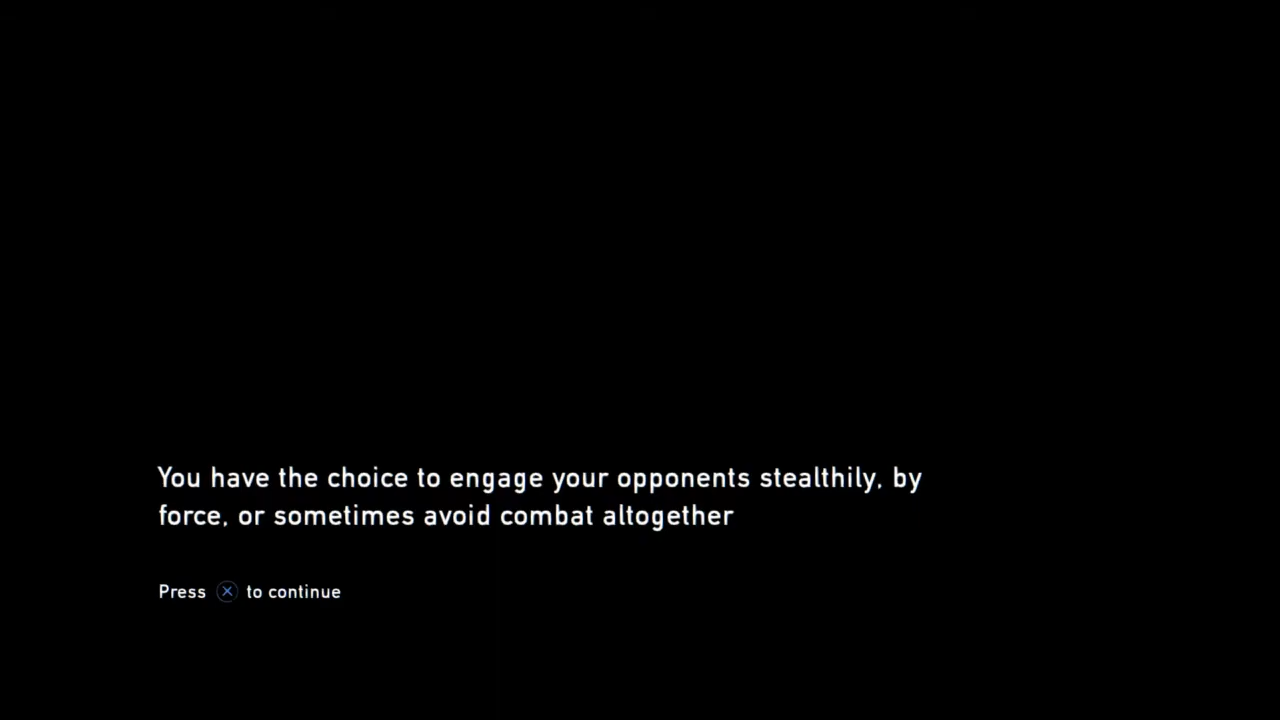 You have the choice to engage your opponents stealthily, by
force, or sometimes avoid combat altogether
Press ⓧ to continue